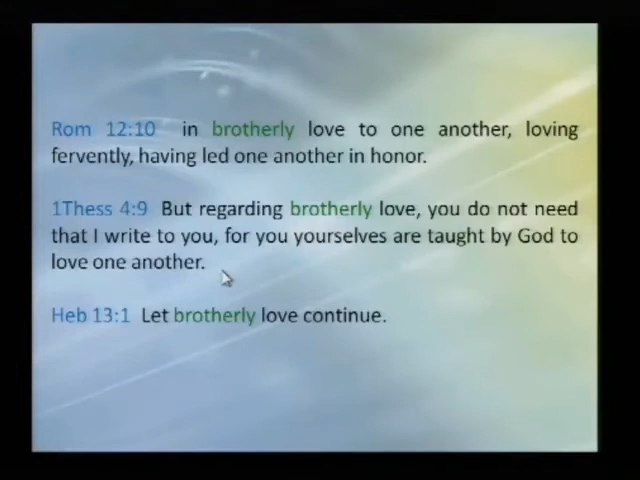 Rom 12:10 in brotherly love to one another, loving
fervently, having led one another in honor.
1Thess 4:9 But regarding brotherly love, you do not need
that I write to you, for you yourselves are taught by God to
love one another.
Heb 13:1 Let brotherly love continue.